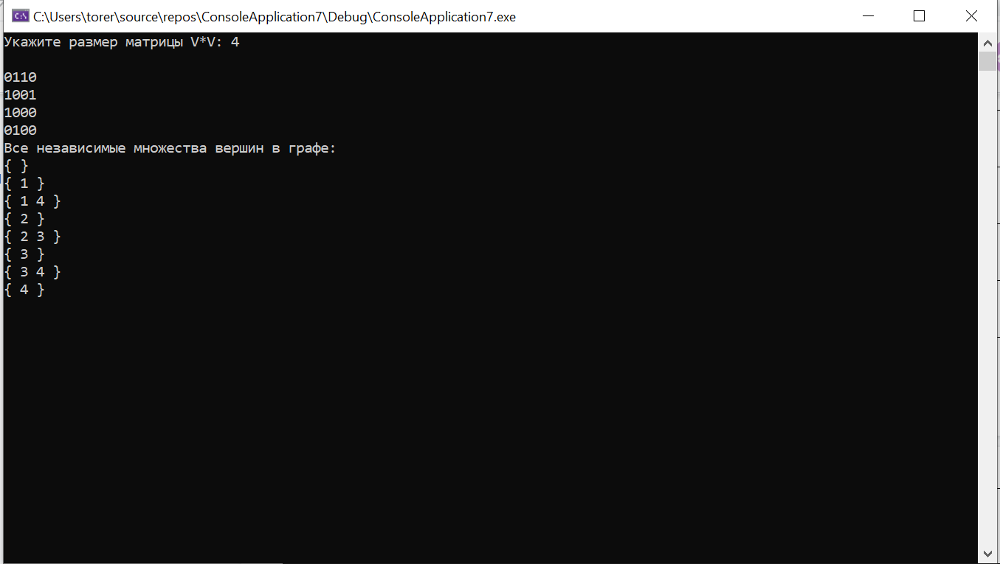 C:\Users\torer\source\repos\ConsoleApplication7\Debug\ConsoleApplication7.exe
Укажите размер матрицы V*V: 4
0110
1001
1000
0100
Все независимые множества вершин в графе:
{ }
{ 1 }
{ 1 4 }
{ 2 }
{ 2 3 }
{ 3 }
{ 3 4 }
{ 4 }